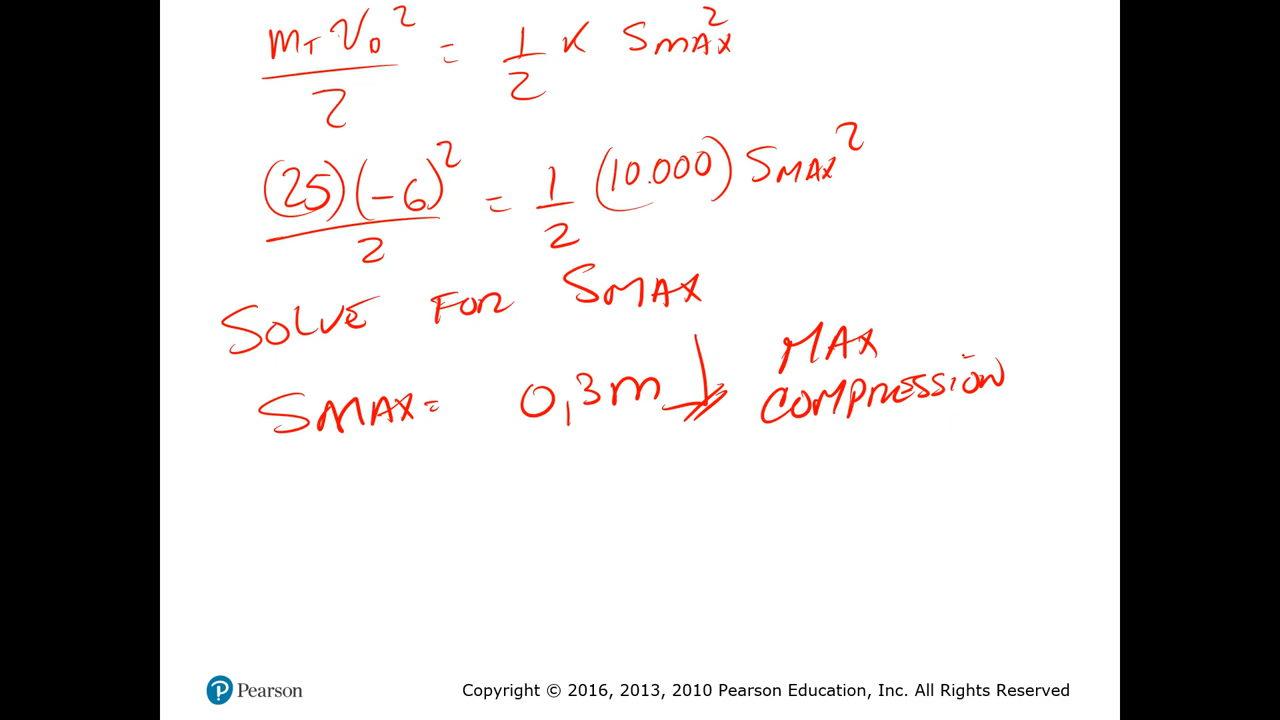 m_T V_0^2 / 2 = 1/2 K S_MAX^2
(25)(-6)^2 / 2 = 1/2 (10.000) S_MAX^2
SOLVE FOR SMAX
SMAX = 0,3m MAX
COMPRESSION
Pearson Copyright © 2016, 2013, 2010 Pearson Education, Inc. All Rights Reserved